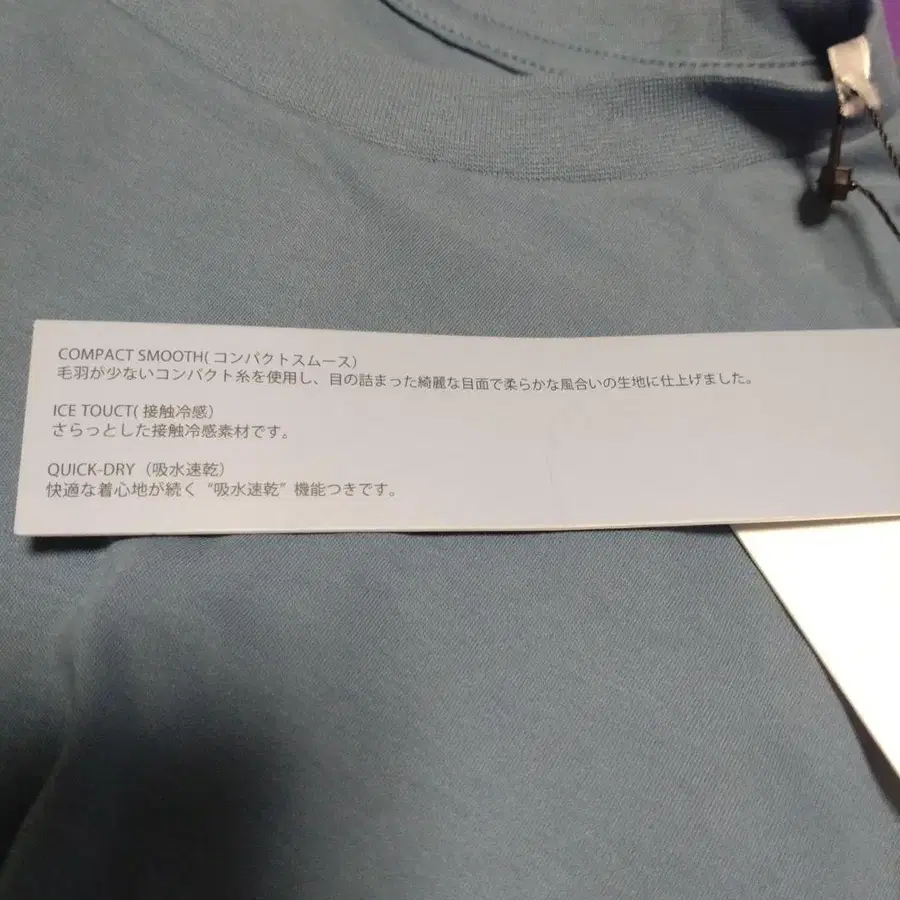 COMPACT SMOOTH( コンパクトスムース）
毛羽が少ないコンパクト糸を使用し、目の詰まった綺麗な目面で柔らかな風合いの生地に仕上げました。
ICE TOUCT( 接触冷感）
さらっとした接触冷感素材です。
QUICK-DRY（吸水速乾）
快適な着心地が続く“吸水速乾”機能つきです。